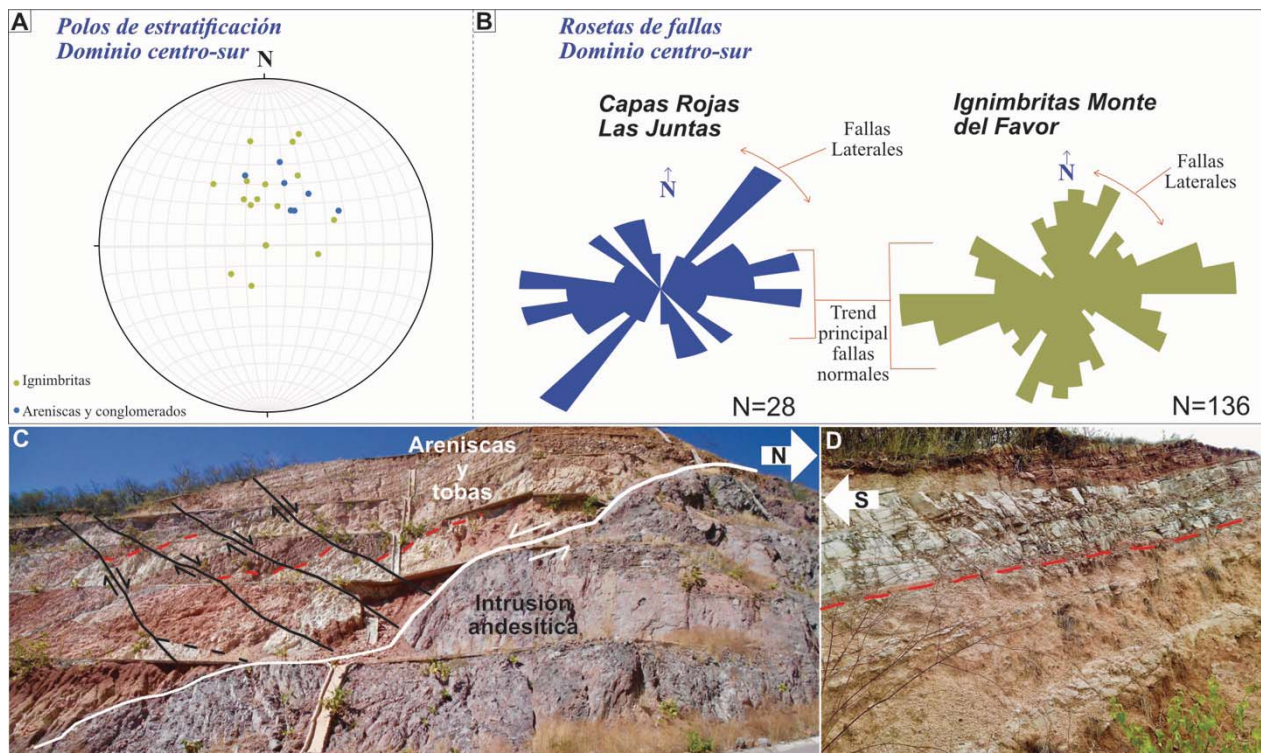 A
Polos de estratificación
Dominio centro-sur
N
Ignimbritas
Areniscas y conglomerados
B
Rosetas de fallas
Dominio centro-sur
Capas Rojas
Las Juntas
Fallas
Laterales
N
Ignimbritas Monte
del Favor
Fallas
Laterales
N
Trend
principal
fallas
normales
N=28
N=136
C
Areniscas
y
tobas
N
Intrusión
andesítica
D
S